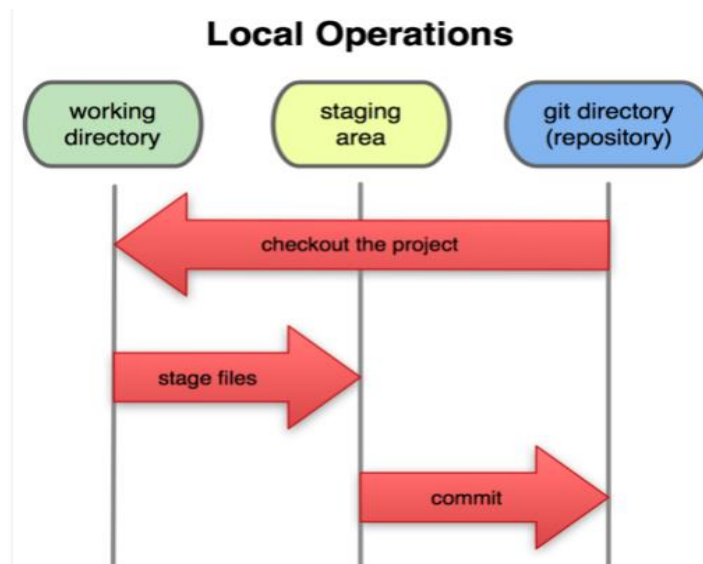 Local Operations
working
directory
staging
area
git directory
(repository)
checkout the project
stage files
commit